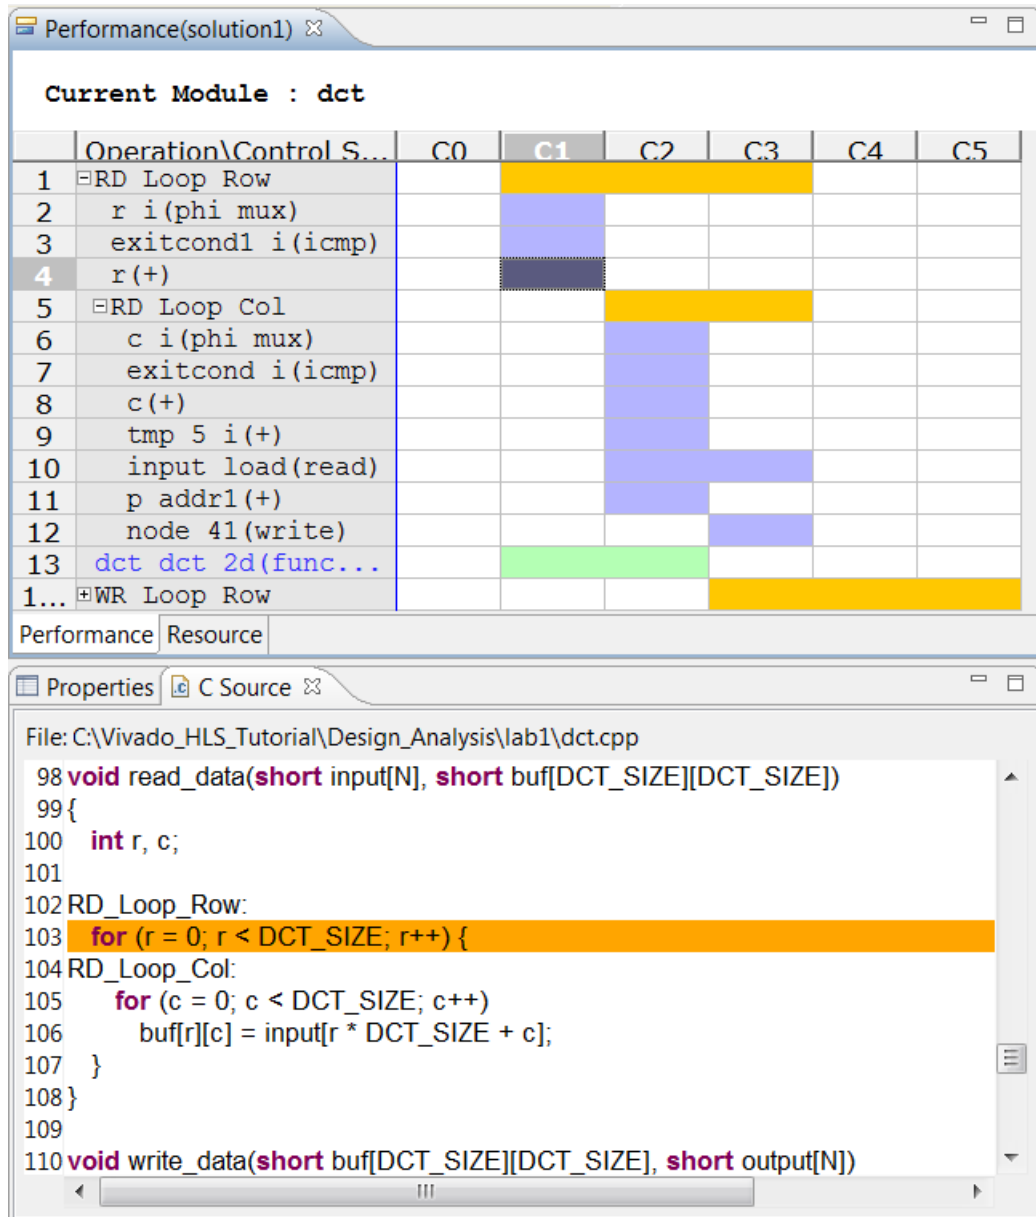 Performance(solution1)
Current Module : dct
Operation\Control S... C0 C1 C2 C3 C4 C5
1 RD Loop Row
2 r i(phi mux)
3 exitcond1 i(icmp)
4 r(+)
5 RD Loop Col
6 c i(phi mux)
7 exitcond i(icmp)
8 c(+)
9 tmp 5 i(+)
10 input load(read)
11 p addr1(+)
12 node 41(write)
13 dct dct 2d(func...
1... WR Loop Row
Performance Resource
Properties C Source
File: C:\Vivado_HLS_Tutorial\Design_Analysis\lab1\dct.cpp
98 void read_data(short input[N], short buf[DCT_SIZE][DCT_SIZE])
99 {
100 int r, c;
101
102 RD_Loop_Row:
103 for (r = 0; r < DCT_SIZE; r++) {
104 RD_Loop_Col:
105 for (c = 0; c < DCT_SIZE; c++)
106 buf[r][c] = input[r * DCT_SIZE + c];
107 }
108 }
109
110 void write_data(short buf[DCT_SIZE][DCT_SIZE], short output[N])